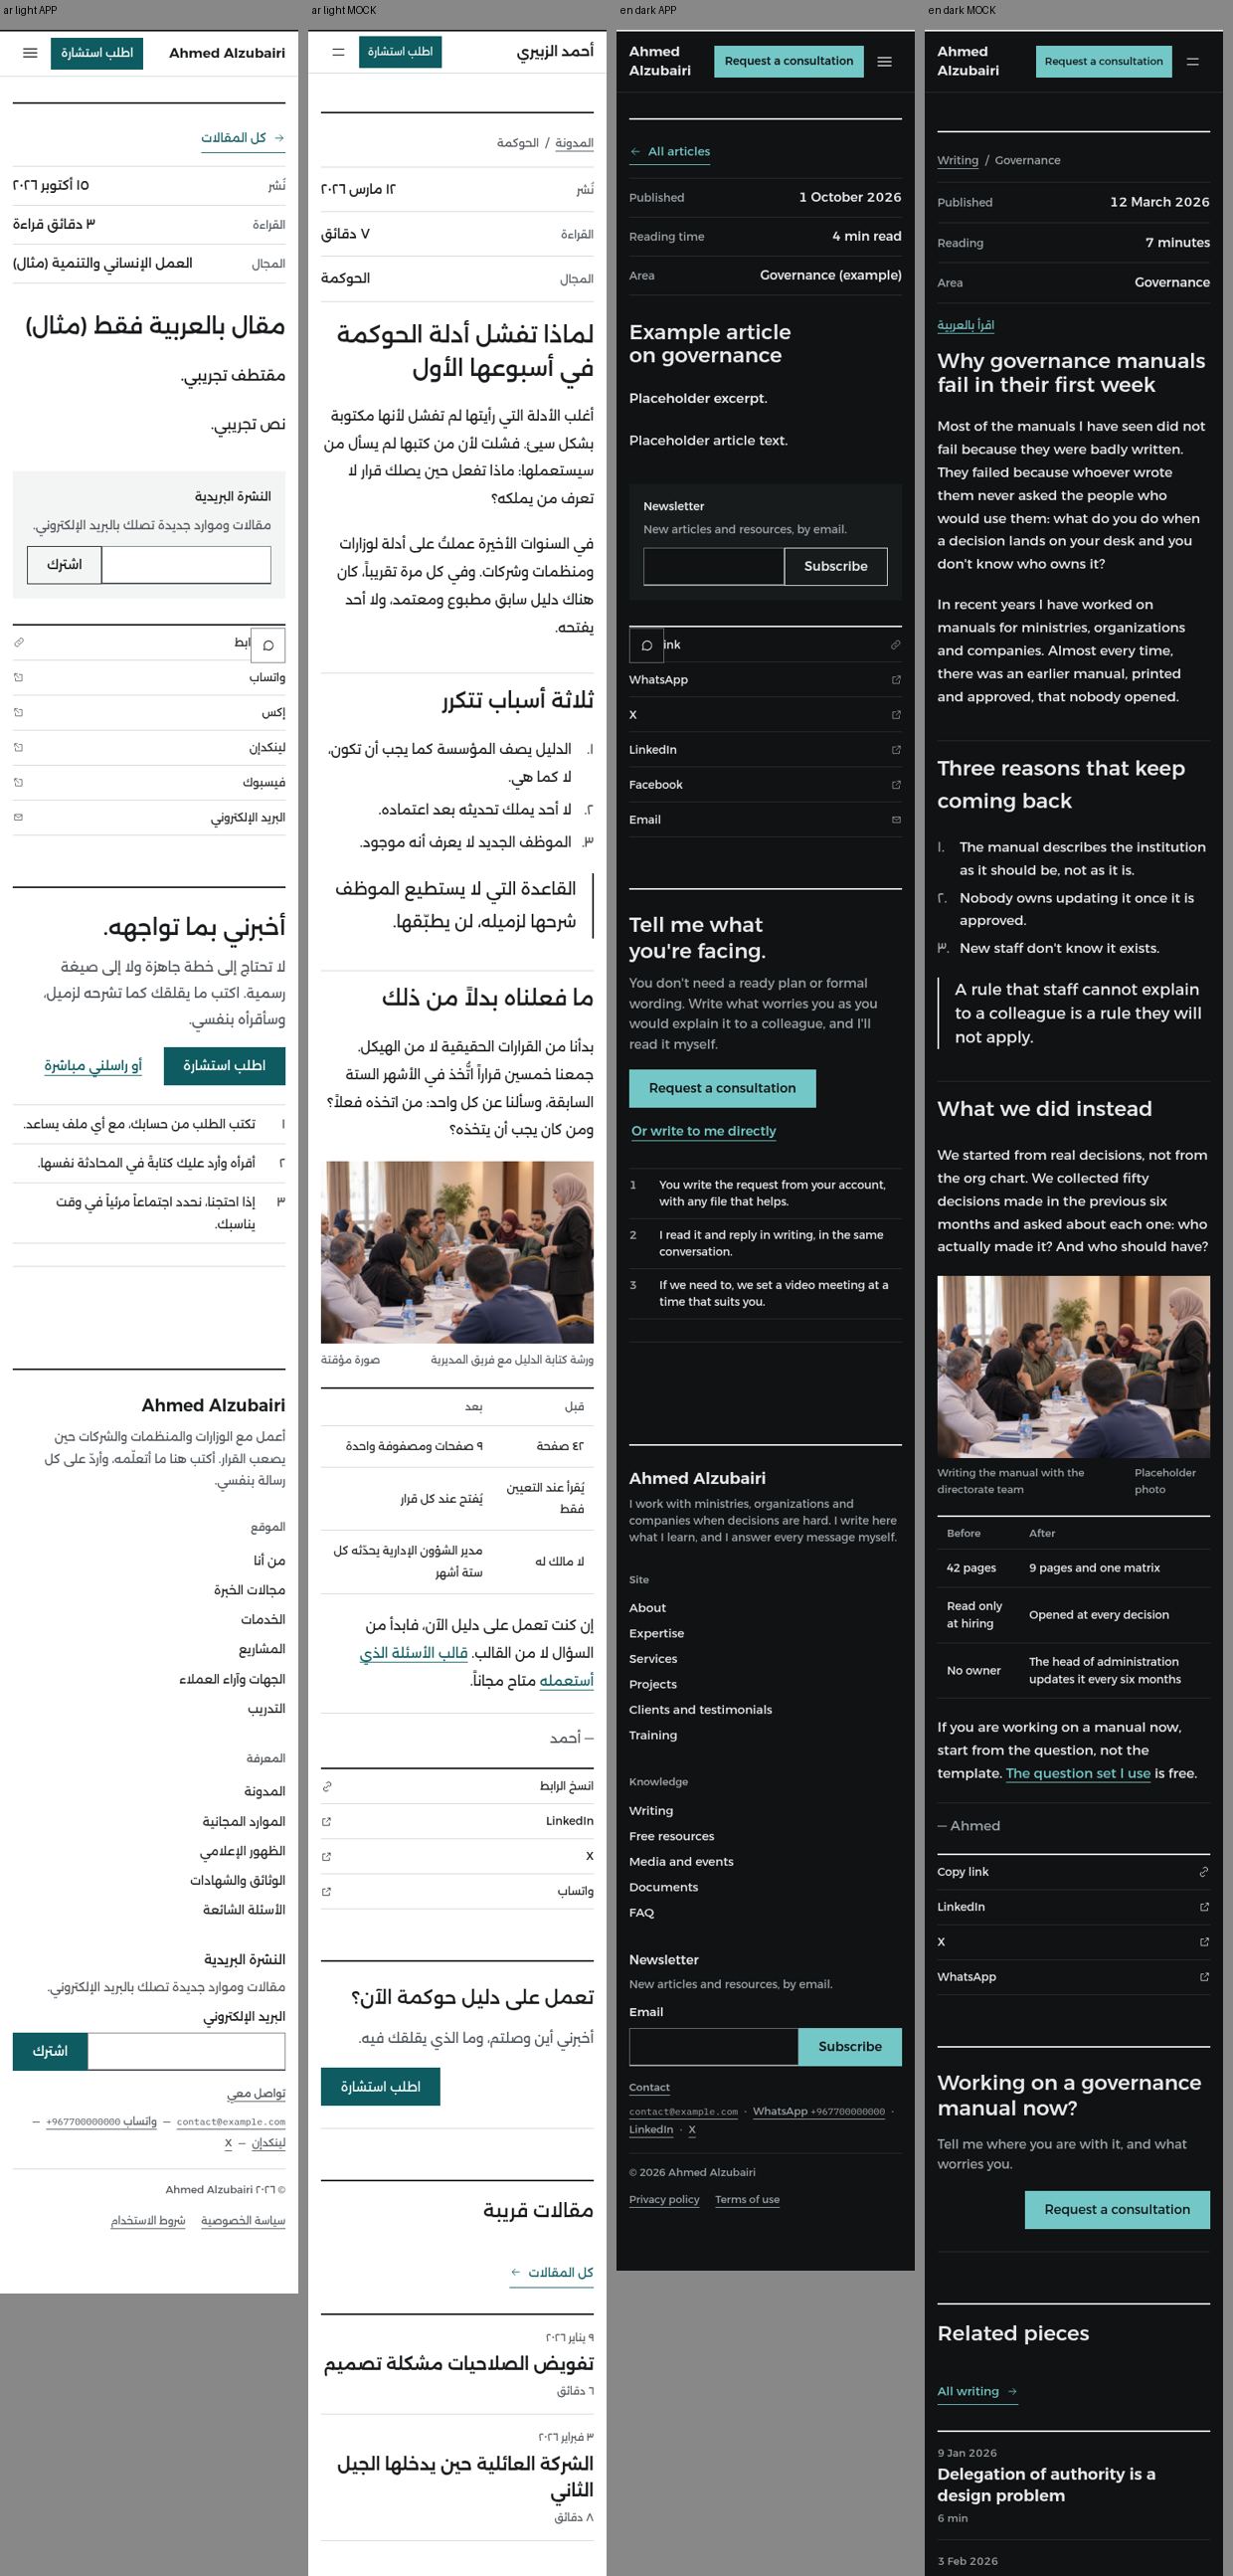 ar light APP
Ahmed Alzubairi
اطلب استشارة
كل المقالات
نُشر
١٥ أكتوبر ٢٠٢٦
القراءة
٣ دقائق قراءة
المجال
العمل الإنساني والتنمية (مثال)
مقال بالعربية فقط (مثال)
مقتطف تجريبي.
نص تجريبي.
النشرة البريدية
مقالات وموارد جديدة تصلك بالبريد الإلكتروني.
اشترك
ابط
واتساب
إكس
لينكدإن
فيسبوك
البريد الإلكتروني
أخبرني بما تواجهه.
لا تحتاج إلى خطة جاهزة ولا إلى صيغة
رسمية. اكتب ما يقلقك كما تشرحه لزميل،
وسأقرأه بنفسي.
اطلب استشارة
أو راسلني مباشرة
١ تكتب الطلب من حسابك، مع أي ملف يساعد.
٢ أقرأه وأرد عليك كتابةً في المحادثة نفسها.
٣ إذا احتجنا، نحدد اجتماعاً مرئياً في وقت
يناسبك.
Ahmed Alzubairi
أعمل مع الوزارات والمنظمات والشركات حين
يصعب القرار. أكتب هنا ما أتعلّمه، وأردّ على كل
رسالة بنفسي.
الموقع
من أنا
مجالات الخبرة
الخدمات
المشاريع
الجهات وآراء العملاء
التدريب
المعرفة
المدونة
الموارد المجانية
الظهور الإعلامي
الوثائق والشهادات
الأسئلة الشائعة
النشرة البريدية
مقالات وموارد جديدة تصلك بالبريد الإلكتروني.
البريد الإلكتروني
اشترك
تواصل معي
contact@example.com — واتساب +967700000000 —
لينكدإن — X
© ٢٠٢٦ Ahmed Alzubairi
سياسة الخصوصية
شروط الاستخدام
ar light MOCK
أحمد الزبيري
اطلب استشارة
المدونة / الحوكمة
نُشر
١٢ مارس ٢٠٢٦
القراءة
٧ دقائق
المجال
الحوكمة
لماذا تفشل أدلة الحوكمة
في أسبوعها الأول
أغلب الأدلة التي رأيتها لم تفشل لأنها مكتوبة
بشكل سيئ. فشلت لأن من كتبها لم يسأل من
سيستعملها: ماذا تفعل حين يصلك قرار لا
تعرف من يملكه؟
في السنوات الأخيرة عملتُ على أدلة لوزارات
ومنظمات وشركات. وفي كل مرة تقريباً، كان
هناك دليل سابق مطبوع ومعتمد، ولا أحد
يفتحه.
ثلاثة أسباب تتكرر
١. الدليل يصف المؤسسة كما يجب أن تكون،
لا كما هي.
٢. لا أحد يملك تحديثه بعد اعتماده.
٣. الموظف الجديد لا يعرف أنه موجود.
القاعدة التي لا يستطيع الموظف
شرحها لزميله، لن يطبّقها.
ما فعلناه بدلاً من ذلك
بدأنا من القرارات الحقيقية لا من الهيكل.
جمعنا خمسين قراراً اتُّخذ في الأشهر الستة
السابقة، وسألنا عن كل واحد: من اتخذه فعلاً؟
ومن كان يجب أن يتخذه؟
ورشة كتابة الدليل مع فريق المديرية
صورة مؤقتة
قبل
بعد
٤٢ صفحة
٩ صفحات ومصفوفة واحدة
يُقرأ عند التعيين
فقط
يُفتح عند كل قرار
لا مالك له
مدير الشؤون الإدارية يحدّثه كل
ستة أشهر
إن كنت تعمل على دليل الآن، فابدأ من
السؤال لا من القالب. قالب الأسئلة الذي
أستعمله متاح مجاناً.
— أحمد
انسخ الرابط
LinkedIn
X
واتساب
تعمل على دليل حوكمة الآن؟
أخبرني أين وصلتم، وما الذي يقلقك فيه.
اطلب استشارة
مقالات قريبة
كل المقالات
٩ يناير ٢٠٢٦
تفويض الصلاحيات مشكلة تصميم
٦ دقائق
٣ فبراير ٢٠٢٦
الشركة العائلية حين يدخلها الجيل
الثاني
٨ دقائق
en dark APP
Ahmed
Alzubairi
Request a consultation
All articles
Published
1 October 2026
Reading time
4 min read
Area
Governance (example)
Example article
on governance
Placeholder excerpt.
Placeholder article text.
Newsletter
New articles and resources, by email.
Subscribe
ink
WhatsApp
X
LinkedIn
Facebook
Email
Tell me what
you're facing.
You don't need a ready plan or formal
wording. Write what worries you as you
would explain it to a colleague, and I'll
read it myself.
Request a consultation
Or write to me directly
1 You write the request from your account,
with any file that helps.
2 I read it and reply in writing, in the same
conversation.
3 If we need to, we set a video meeting at a
time that suits you.
Ahmed Alzubairi
I work with ministries, organizations and
companies when decisions are hard. I write here
what I learn, and I answer every message myself.
Site
About
Expertise
Services
Projects
Clients and testimonials
Training
Knowledge
Writing
Free resources
Media and events
Documents
FAQ
Newsletter
New articles and resources, by email.
Email
Subscribe
Contact
contact@example.com · WhatsApp +967700000000 ·
LinkedIn · X
© 2026 Ahmed Alzubairi
Privacy policy
Terms of use
en dark MOCK
Ahmed
Alzubairi
Request a consultation
Writing / Governance
Published
12 March 2026
Reading
7 minutes
Area
Governance
اقرأ بالعربية
Why governance manuals
fail in their first week
Most of the manuals I have seen did not
fail because they were badly written.
They failed because whoever wrote
them never asked the people who
would use them: what do you do when
a decision lands on your desk and you
don't know who owns it?
In recent years I have worked on
manuals for ministries, organizations
and companies. Almost every time,
there was an earlier manual, printed
and approved, that nobody opened.
Three reasons that keep
coming back
١. The manual describes the institution
as it should be, not as it is.
٢. Nobody owns updating it once it is
approved.
٣. New staff don't know it exists.
A rule that staff cannot explain
to a colleague is a rule they will
not apply.
What we did instead
We started from real decisions, not from
the org chart. We collected fifty
decisions made in the previous six
months and asked about each one: who
actually made it? And who should have?
Writing the manual with the
directorate team
Placeholder
photo
Before
After
42 pages
9 pages and one matrix
Read only
at hiring
Opened at every decision
No owner
The head of administration
updates it every six months
If you are working on a manual now,
start from the question, not the
template. The question set I use is free.
— Ahmed
Copy link
LinkedIn
X
WhatsApp
Working on a governance
manual now?
Tell me where you are with it, and what
worries you.
Request a consultation
Related pieces
All writing
9 Jan 2026
Delegation of authority is a
design problem
6 min
3 Feb 2026